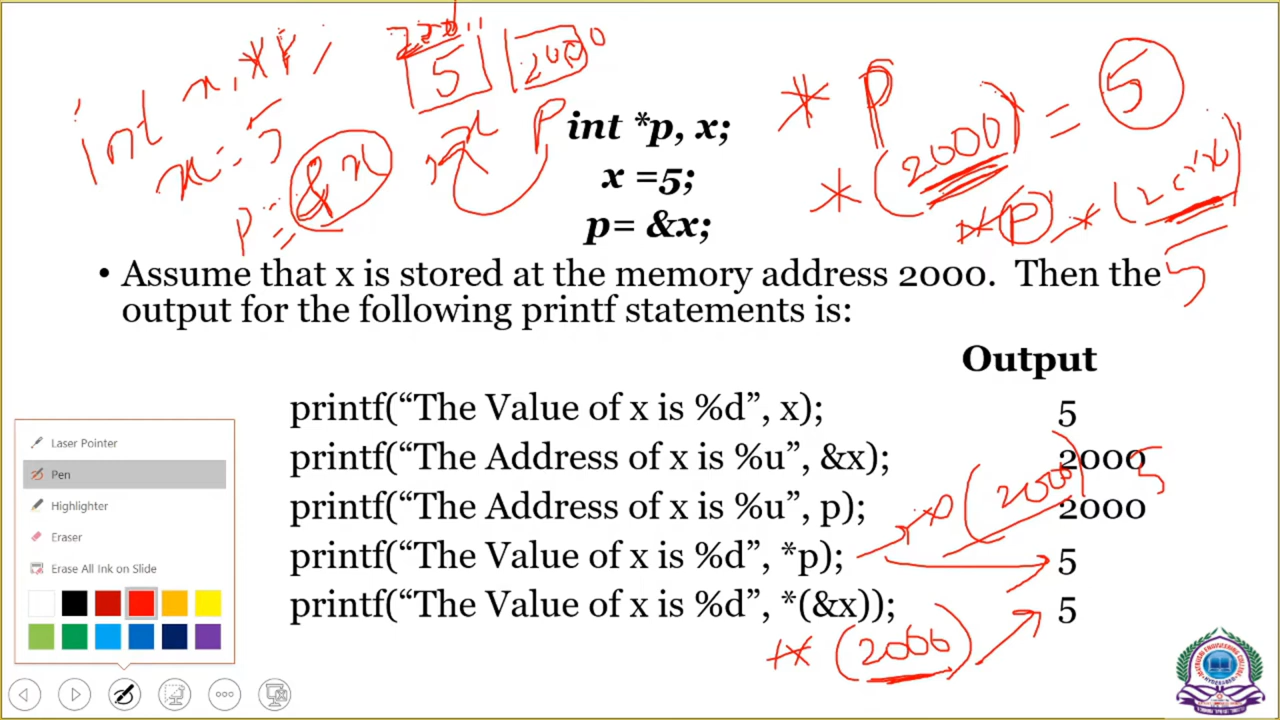 int x, *p;
x = 5
p = &x
5
2000
x
p
* p
* (2000) = 5
* p
5
int *p, x;
x =5;
p= &x;
• Assume that x is stored at the memory address 2000. Then the
output for the following printf statements is:
Output
printf(“The Value of x is %d”, x); 5
printf(“The Address of x is %u”, &x); 2000
5
printf(“The Address of x is %u”, p); 2000
(2000)
printf(“The Value of x is %d”, *p); 5
printf(“The Value of x is %d”, *(&x)); 5
* (2000)
Laser Pointer
Pen
Highlighter
Eraser
Erase All Ink on Slide